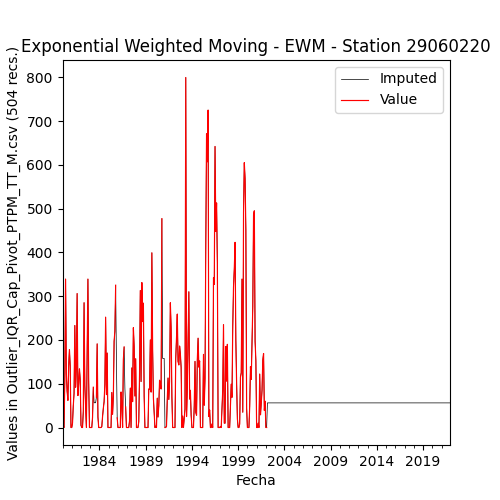 Exponential Weighted Moving - EWM - Station 29060220
Values in Outlier_IQR_Cap_Pivot_PTPM_TT_M.csv (504 recs.)
800
700
600
500
400
300
200
100
0
Imputed
Value
1984 1989 1994 1999 2004 2009 2014 2019
Fecha